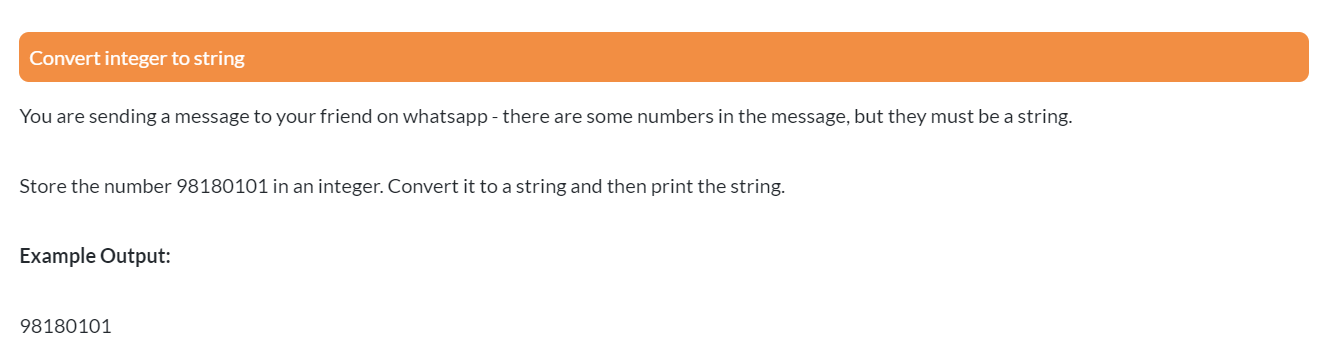 Convert integer to string
You are sending a message to your friend on whatsapp - there are some numbers in the message, but they must be a string.
Store the number 98180101 in an integer. Convert it to a string and then print the string.
Example Output:
98180101